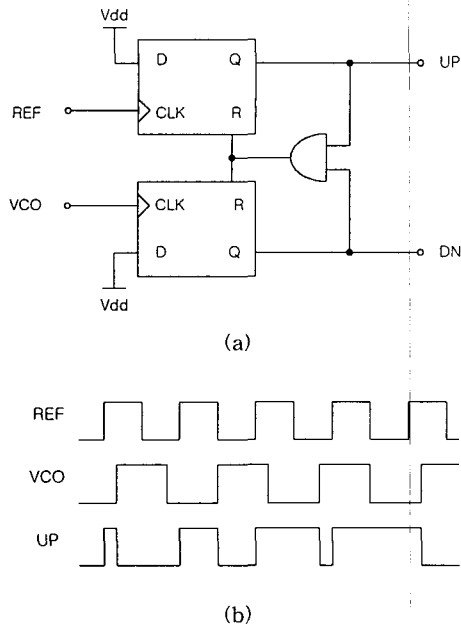 Vdd
D
Q
UP
REF
CLK
R
VCO
CLK
R
D
Q
DN
Vdd
(a)
REF
VCO
UP
(b)